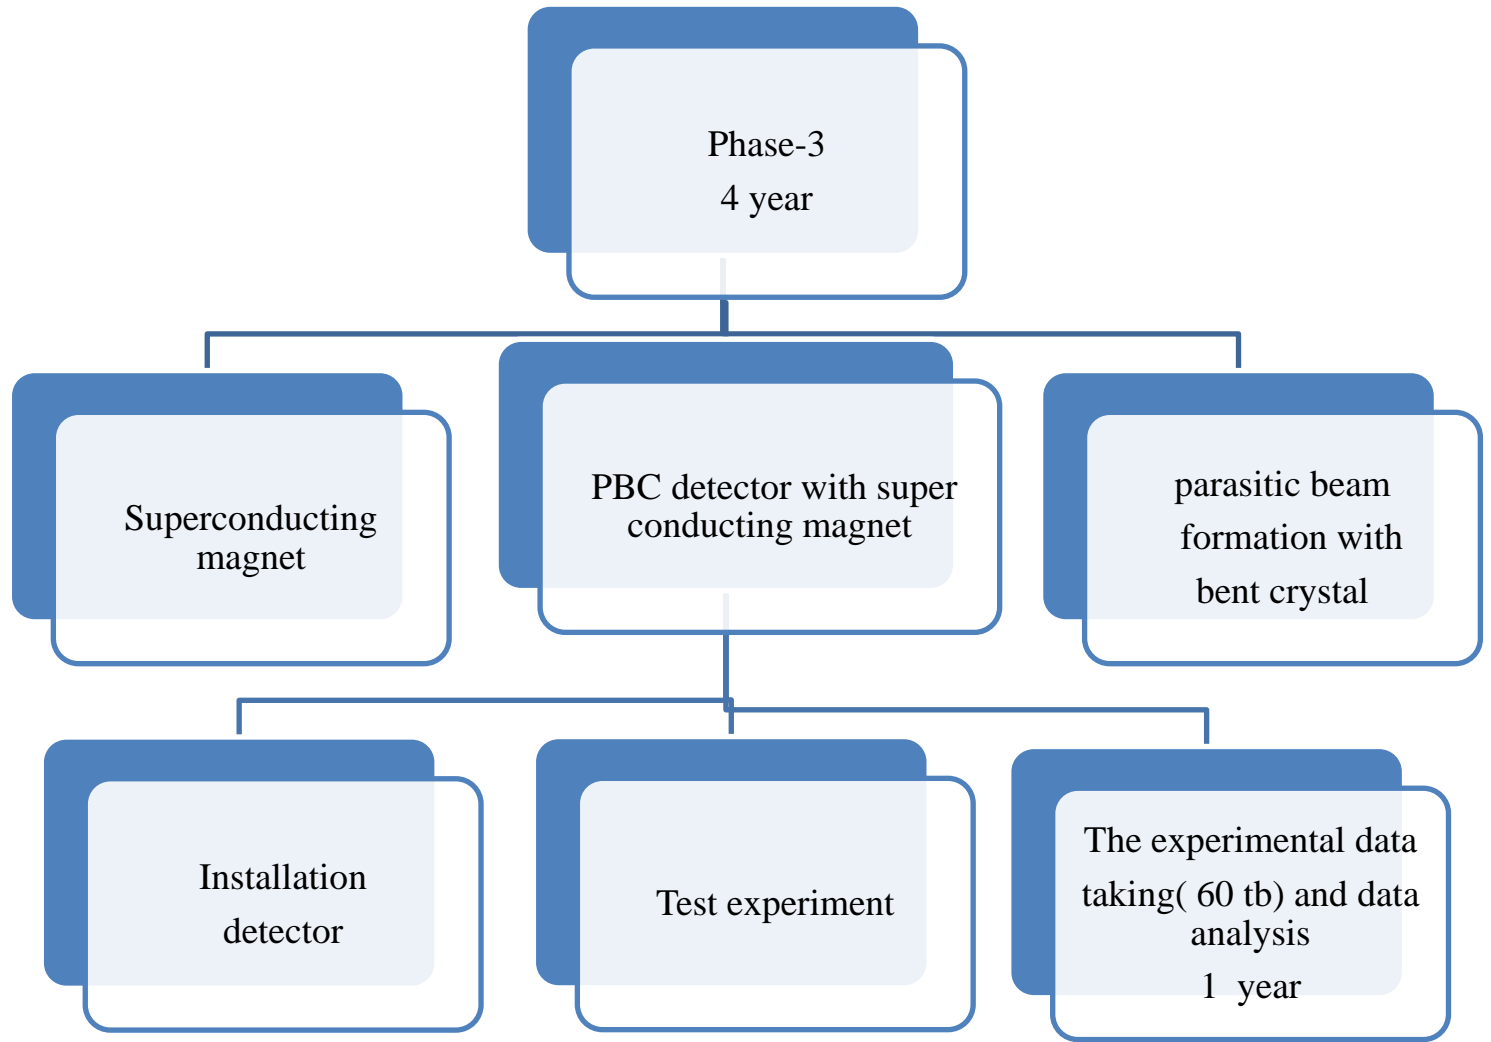 Phase-3
4 year
Superconducting
magnet
PBC detector with super
conducting magnet
parasitic beam
formation with
bent crystal
Installation
detector
Test experiment
The experimental data
taking( 60 tb) and data
analysis
1  year